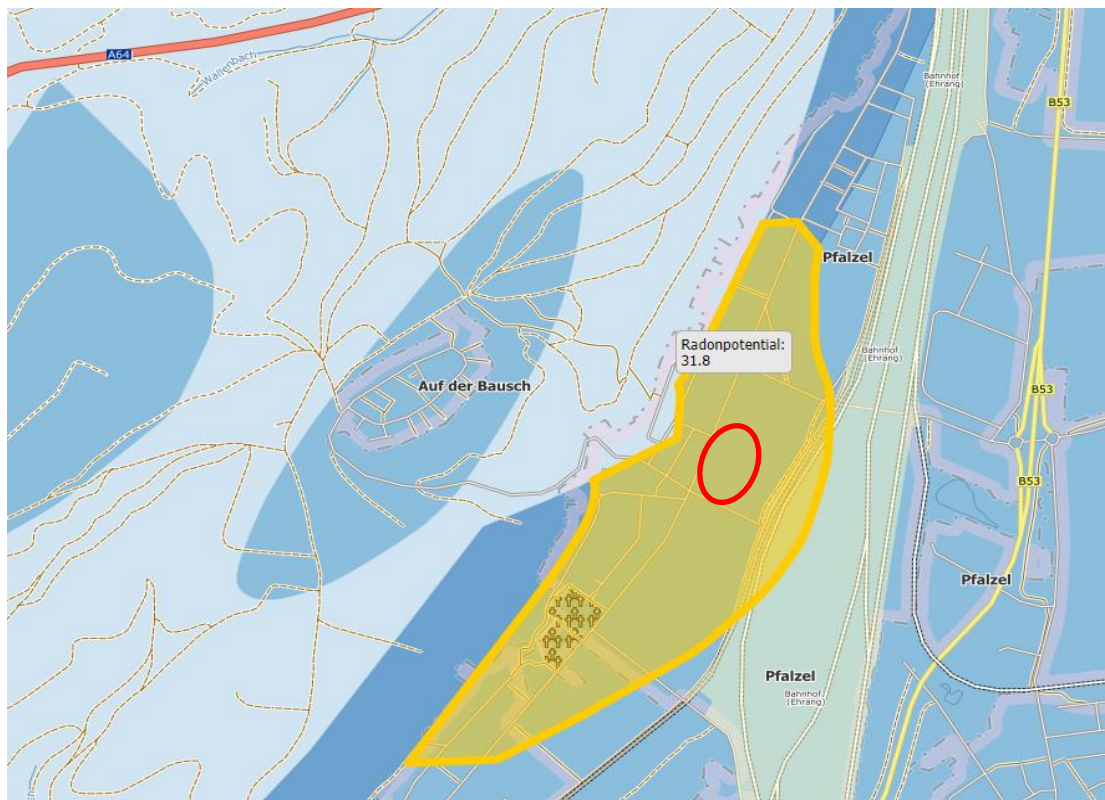 A64
Wallenbach
Bahnhof
(Ehrang)
B53
Pfalzel
Radonpotential:
31.8
Bahnhof
(Ehrang)
Auf der Bausch
B53
B53
Pfalzel
Pfalzel
Bahnhof
(Ehrang)